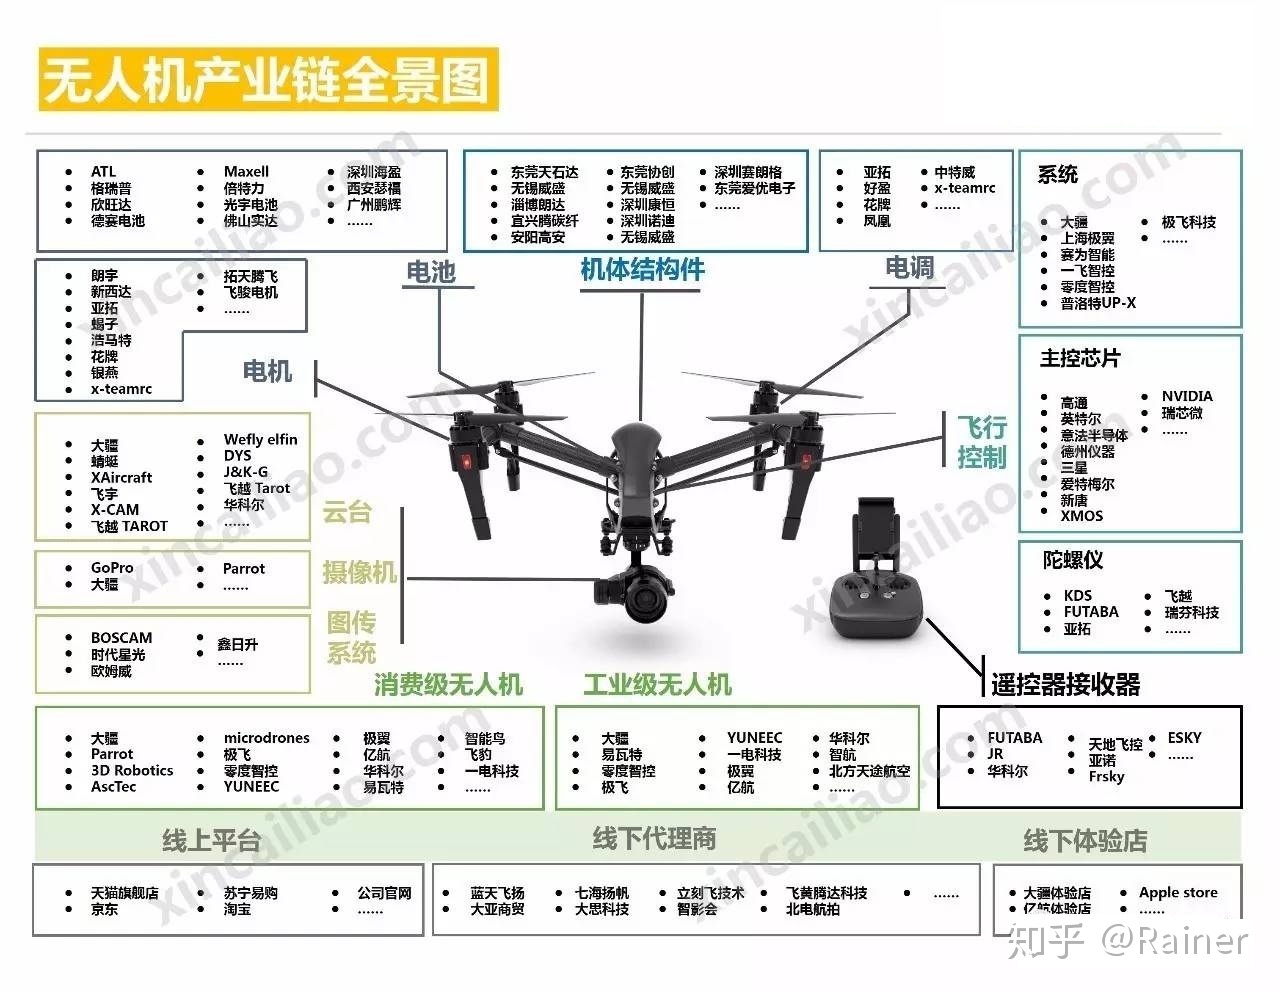 无人机产业链全景图
ATL
格瑞普
欣旺达
德赛电池
Maxell
倍特力
光宇电池
佛山实达
深圳海盈
西安瑟福
广州鹏辉
......
电池
东莞天石达
无锡威盛
淄博朗达
宜兴腾碳纤
安阳高安
东莞协创
无锡威盛
深圳康恒
深圳诺迪
无锡威盛
深圳赛朗格
东莞爱优电子
......
机体结构件
亚拓
好盈
花牌
凤凰
中特威
x-teamrc
......
电调
系统
大疆
上海极翼
赛为智能
一飞智控
零度智控
普洛特UP-X
极飞科技
......
朗宇
新西达
亚拓
蝎子
浩马特
花牌
银燕
x-teamrc
拓天腾飞
飞骏电机
......
电机
主控芯片
高通
英特尔
意法半导体
德州仪器
三星
爱特梅尔
新唐
XMOS
NVIDIA
瑞芯微
......
飞行
控制
大疆
蜻蜓
XAircraft
飞宇
X-CAM
飞越 TAROT
Wefly elfin
DYS
J&K-G
飞越 Tarot
华科尔
......
云台
GoPro
大疆
Parrot
......
摄像机
BOSCAM
时代星光
欧姆威
鑫日升
......
图传
系统
陀螺仪
KDS
FUTABA
亚拓
飞越
瑞芬科技
......
消费级无人机
大疆
Parrot
3D Robotics
AscTec
microdrones
极飞
零度智控
YUNEEC
极翼
亿航
华科尔
易瓦特
智能鸟
飞豹
一电科技
......
工业级无人机
大疆
易瓦特
零度智控
极飞
YUNEEC
一电科技
极翼
亿航
华科尔
智航
北方天途航空
......
遥控器接收器
FUTABA
JR
华科尔
天地飞控
亚诺
Frsky
ESKY
......
线上平台
天猫旗舰店
京东
苏宁易购
淘宝
公司官网
......
线下代理商
蓝天飞扬
大亚商贸
七海扬帆
大思科技
立刻飞技术
智影会
飞黄腾达科技
北电航拍
......
线下体验店
大疆体验店
亿航体验店
Apple store
......
xincailiao.com
xincailiao.com
xincailiao.com
xincailiao.com
xincailiao.com
xincailiao.com
xincailiao.com
知乎 @Rainer